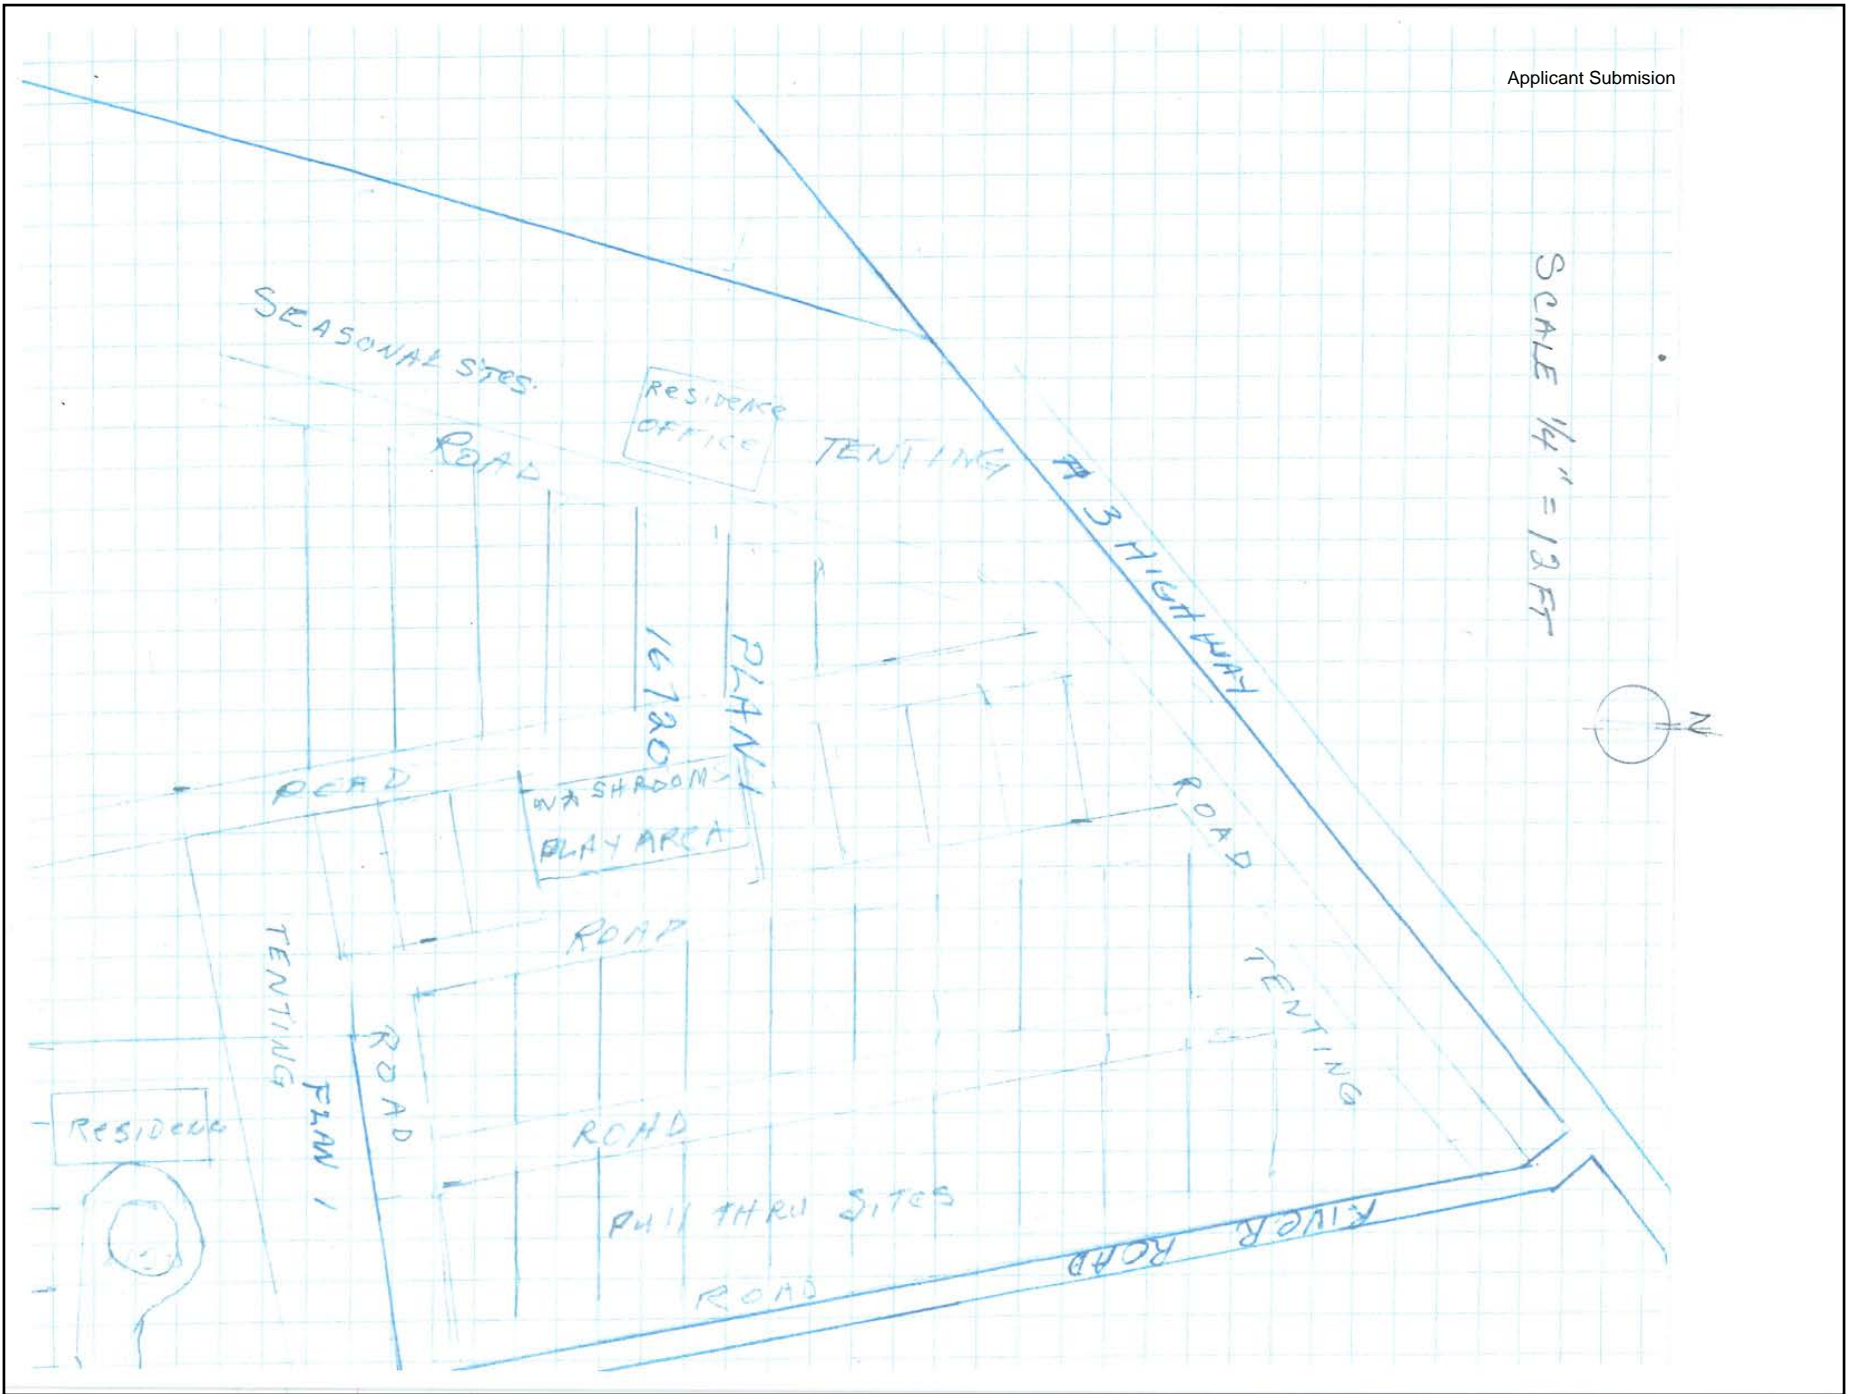 Applicant Submision
SCALE 1/4" = 12 FT
N
SEASONAL SITES.
RESIDENCE
OFFICE
TENTING
ROAD
# 3 HIGHWAY
PLAN 1
16720
ROAD
WASHROOMS
PLAY AREA
ROAD
ROAD
TENTING
TENTING
ROAD
PLAN 1
RESIDENCE
ROAD
Pull THRU SITES
ROAD
RIVER ROAD